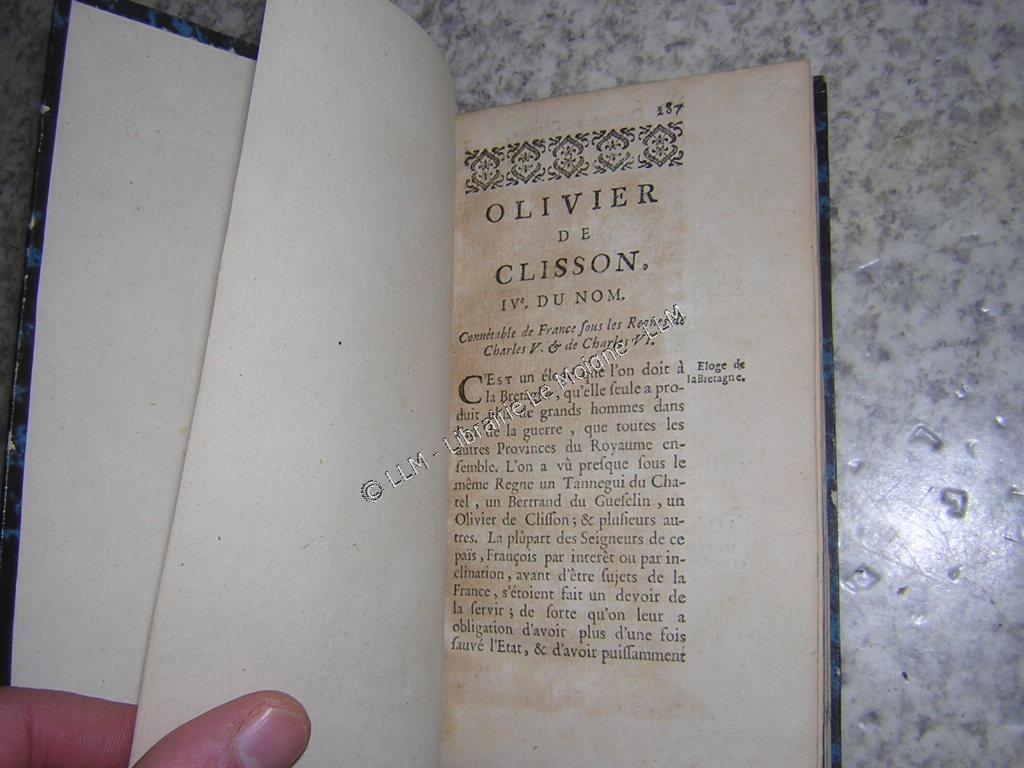 287
OLIVIER
DE
CLISSON,
IVe. DU NOM.
Connêtable de France sous les Regnes de
Charles V. & de Charles VI.
C'EST un éloge que l'on doit à
la Bretagne, qu'elle seule a pro-
duit plus de grands hommes dans
de la guerre, que toutes les
autres Provinces du Royaume en-
semble. L'on a vû presque sous le
même Regne un Tannegui du Cha-
tel, un Bertrand du Guesclin, un
Olivier de Clisson; & plusieurs au-
tres. La plûpart des Seigneurs de ce
païs, François par interêt ou par in-
clination, avant d'être sujets de la
France, s'étoient fait un devoir de
la servir; de sorte qu'on leur a
obligation d'avoir plus d'une fois
sauvé l'Etat, & d'avoir puissamment
Eloge de
la Bretagne.
© LLM - Librairie Le Moigne - LLM